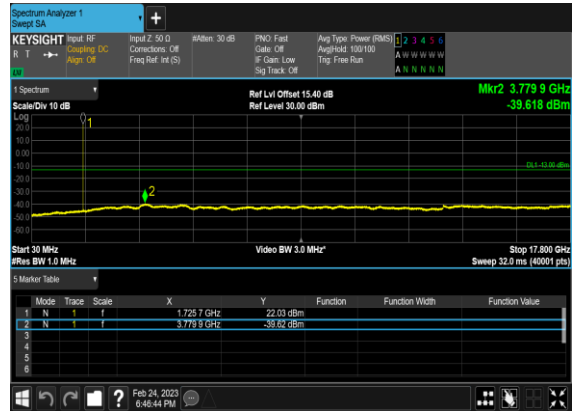 Spectrum Analyzer 1
Swept SA
KEYSIGHT Input: RF Input Z: 50 Ω #Atten: 30 dB PNO: Fast Avg Type: Power (RMS) 1 2 3 4 5 6
R T Coupling: DC Corrections: Off Gate: Off Avg|Hold: 100/100 A W W W W W
Align: Off Freq Ref: Int (S) IF Gain: Low Trig: Free Run
Sig Track: Off A N N N N N
1 Spectrum Ref Lvl Offset 15.40 dB Mkr2 3.779 9 GHz
Scale/Div 10 dB Ref Level 30.00 dBm -39.618 dBm
Log
20.0
1
10.0
0.00
-10.0
DL1 -13.00 dBm
-20.0
-30.0
2
-40.0
-50.0
-60.0
Start 30 MHz Video BW 3.0 MHz* Stop 17.800 GHz
#Res BW 1.0 MHz Sweep 32.0 ms (40001 pts)
5 Marker Table
Mode Trace Scale X Y Function Function Width Function Value
1 N 1 f 1.725 7 GHz 22.03 dBm
2 N 1 f 3.779 9 GHz -39.62 dBm
3
4
5
6
? Feb 24, 2023
6:46:44 PM